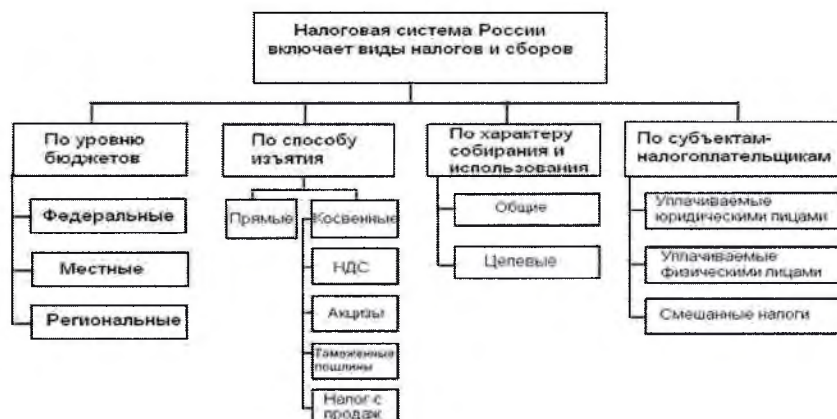 Налоговая система России
включает виды налогов и сборов
По уровню
бюджетов
Федеральные
Местные
Региональные
По способу
изъятия
Прямые
Косвенные
НДС
Акцизы
Таможенные
пошлины
Налог с
продаж
По характеру
собирания и
использования
Общие
Целевые
По субъектам-
налогоплательщикам
Уплачиваемые
юридическими лицами
Уплачиваемые
физическими лицами
Смешанные налоги